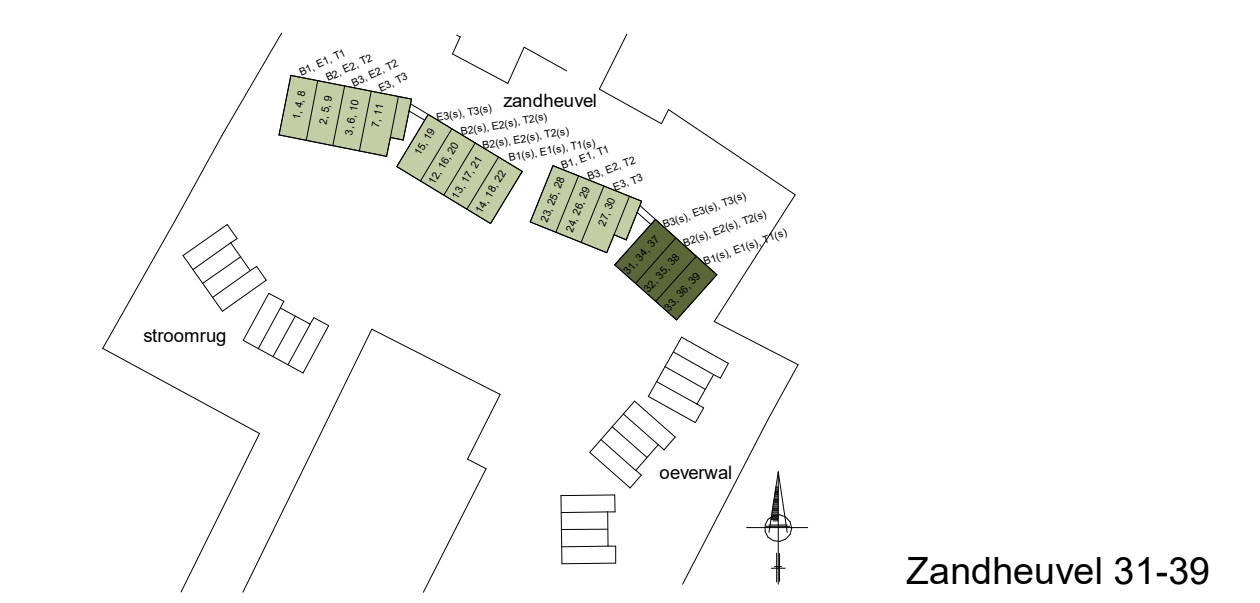 B1, E1, T1
B2, E2, T2
B3, E2, T2
E3, T3
1, 4, 8
2, 5, 9
3, 6, 10
7, 11
zandheuvel
E3(s), T3(s)
B2(s), E2(s), T2(s)
B2(s), E2(s), T2(s)
B1(s), E1(s), T1(s)
15, 19
12, 16, 20
13, 17, 21
14, 18, 22
B1, E1, T1
B3, E2, T2
E3, T3
23, 25, 28
24, 26, 29
27, 30
B3(s), E3(s), T3(s)
B2(s), E2(s), T2(s)
B1(s), E1(s), T1(s)
31, 34, 37
32, 35, 38
33, 36, 39
stroomrug
oeverwal
Zandheuvel 31-39